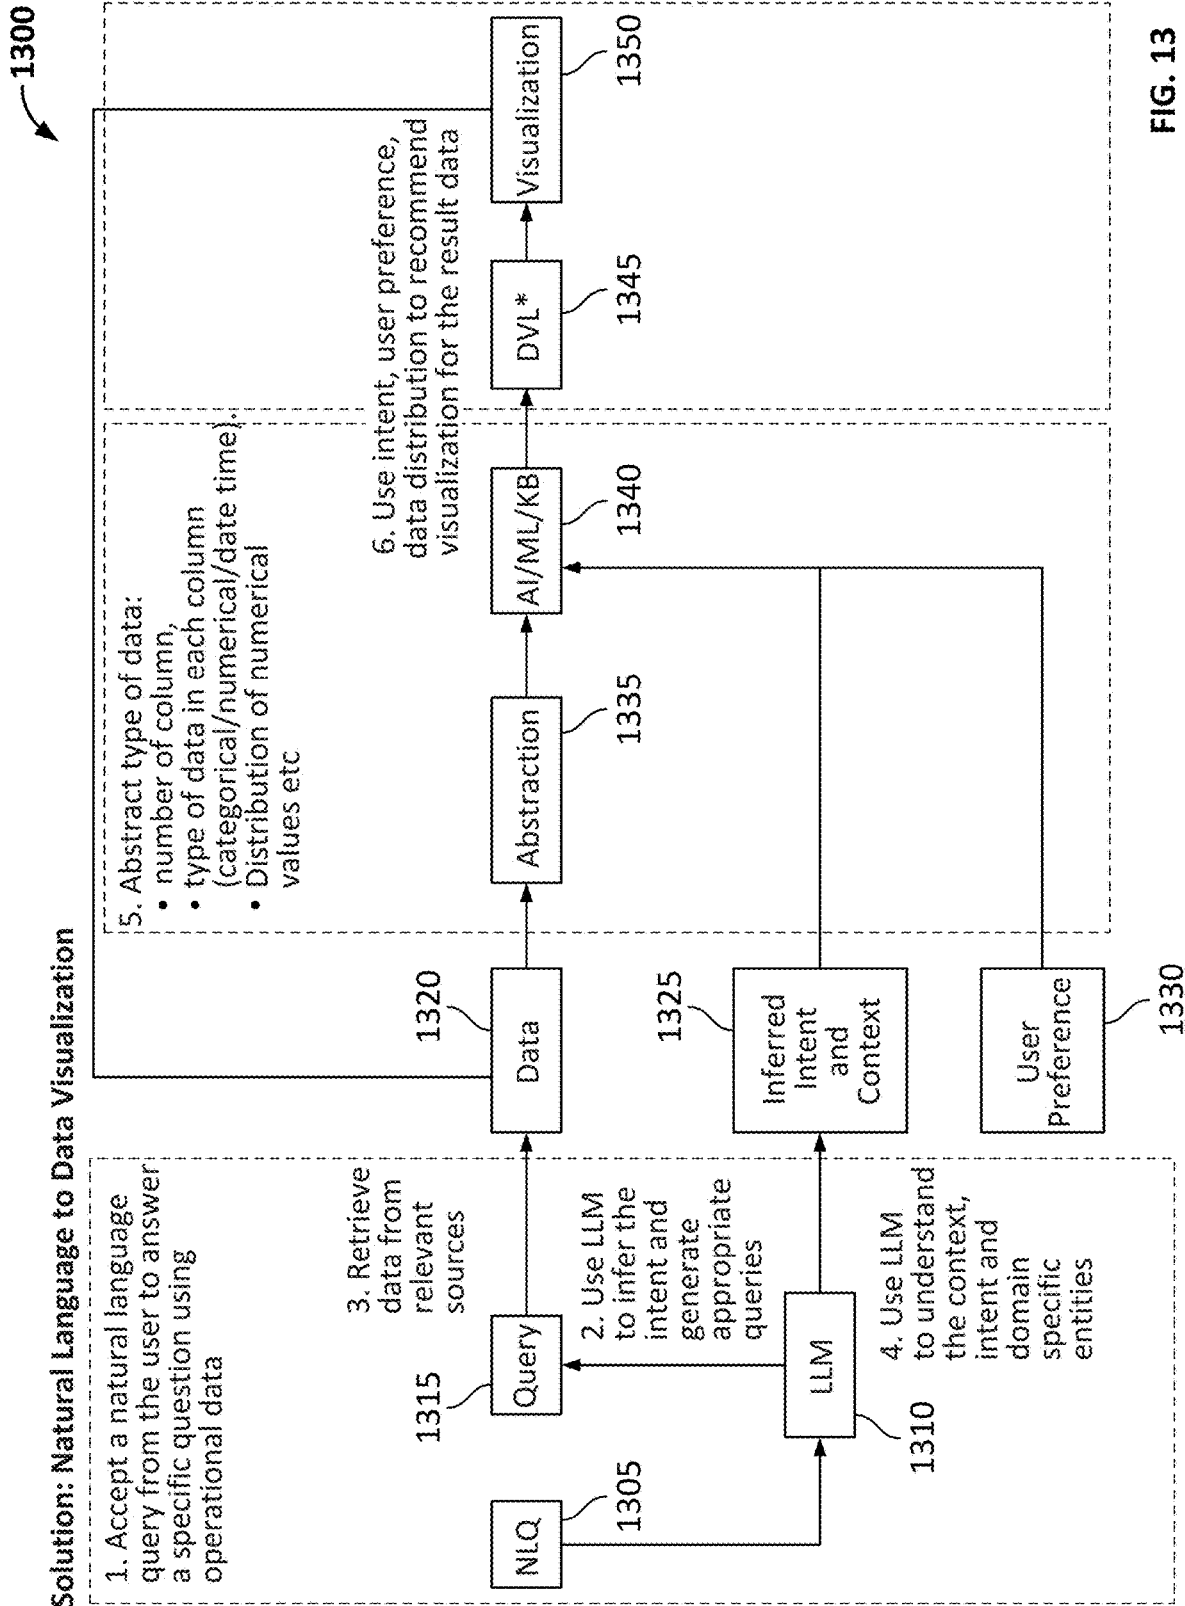 Solution: Natural Language to Data Visualization
1300
1. Accept a natural language
query from the user to answer
a specific question using
operational data
3. Retrieve
data from
relevant
sources
2. Use LLM
to infer the
intent and
generate
appropriate
queries
4. Use LLM
to understand
the context,
intent and
domain
specific
entities
NLQ
1305
LLM
1310
Query
1315
Data
1320
Inferred
Intent
and
Context
1325
User
Preference
1330
5. Abstract type of data:
• number of column,
• type of data in each column
(categorical/numerical/date time).
• Distribution of numerical
values etc
Abstraction
1335
AI/ML/KB
1340
6. Use intent, user preference,
data distribution to recommend
visualization for the result data
DVL*
1345
Visualization
1350
FIG. 13